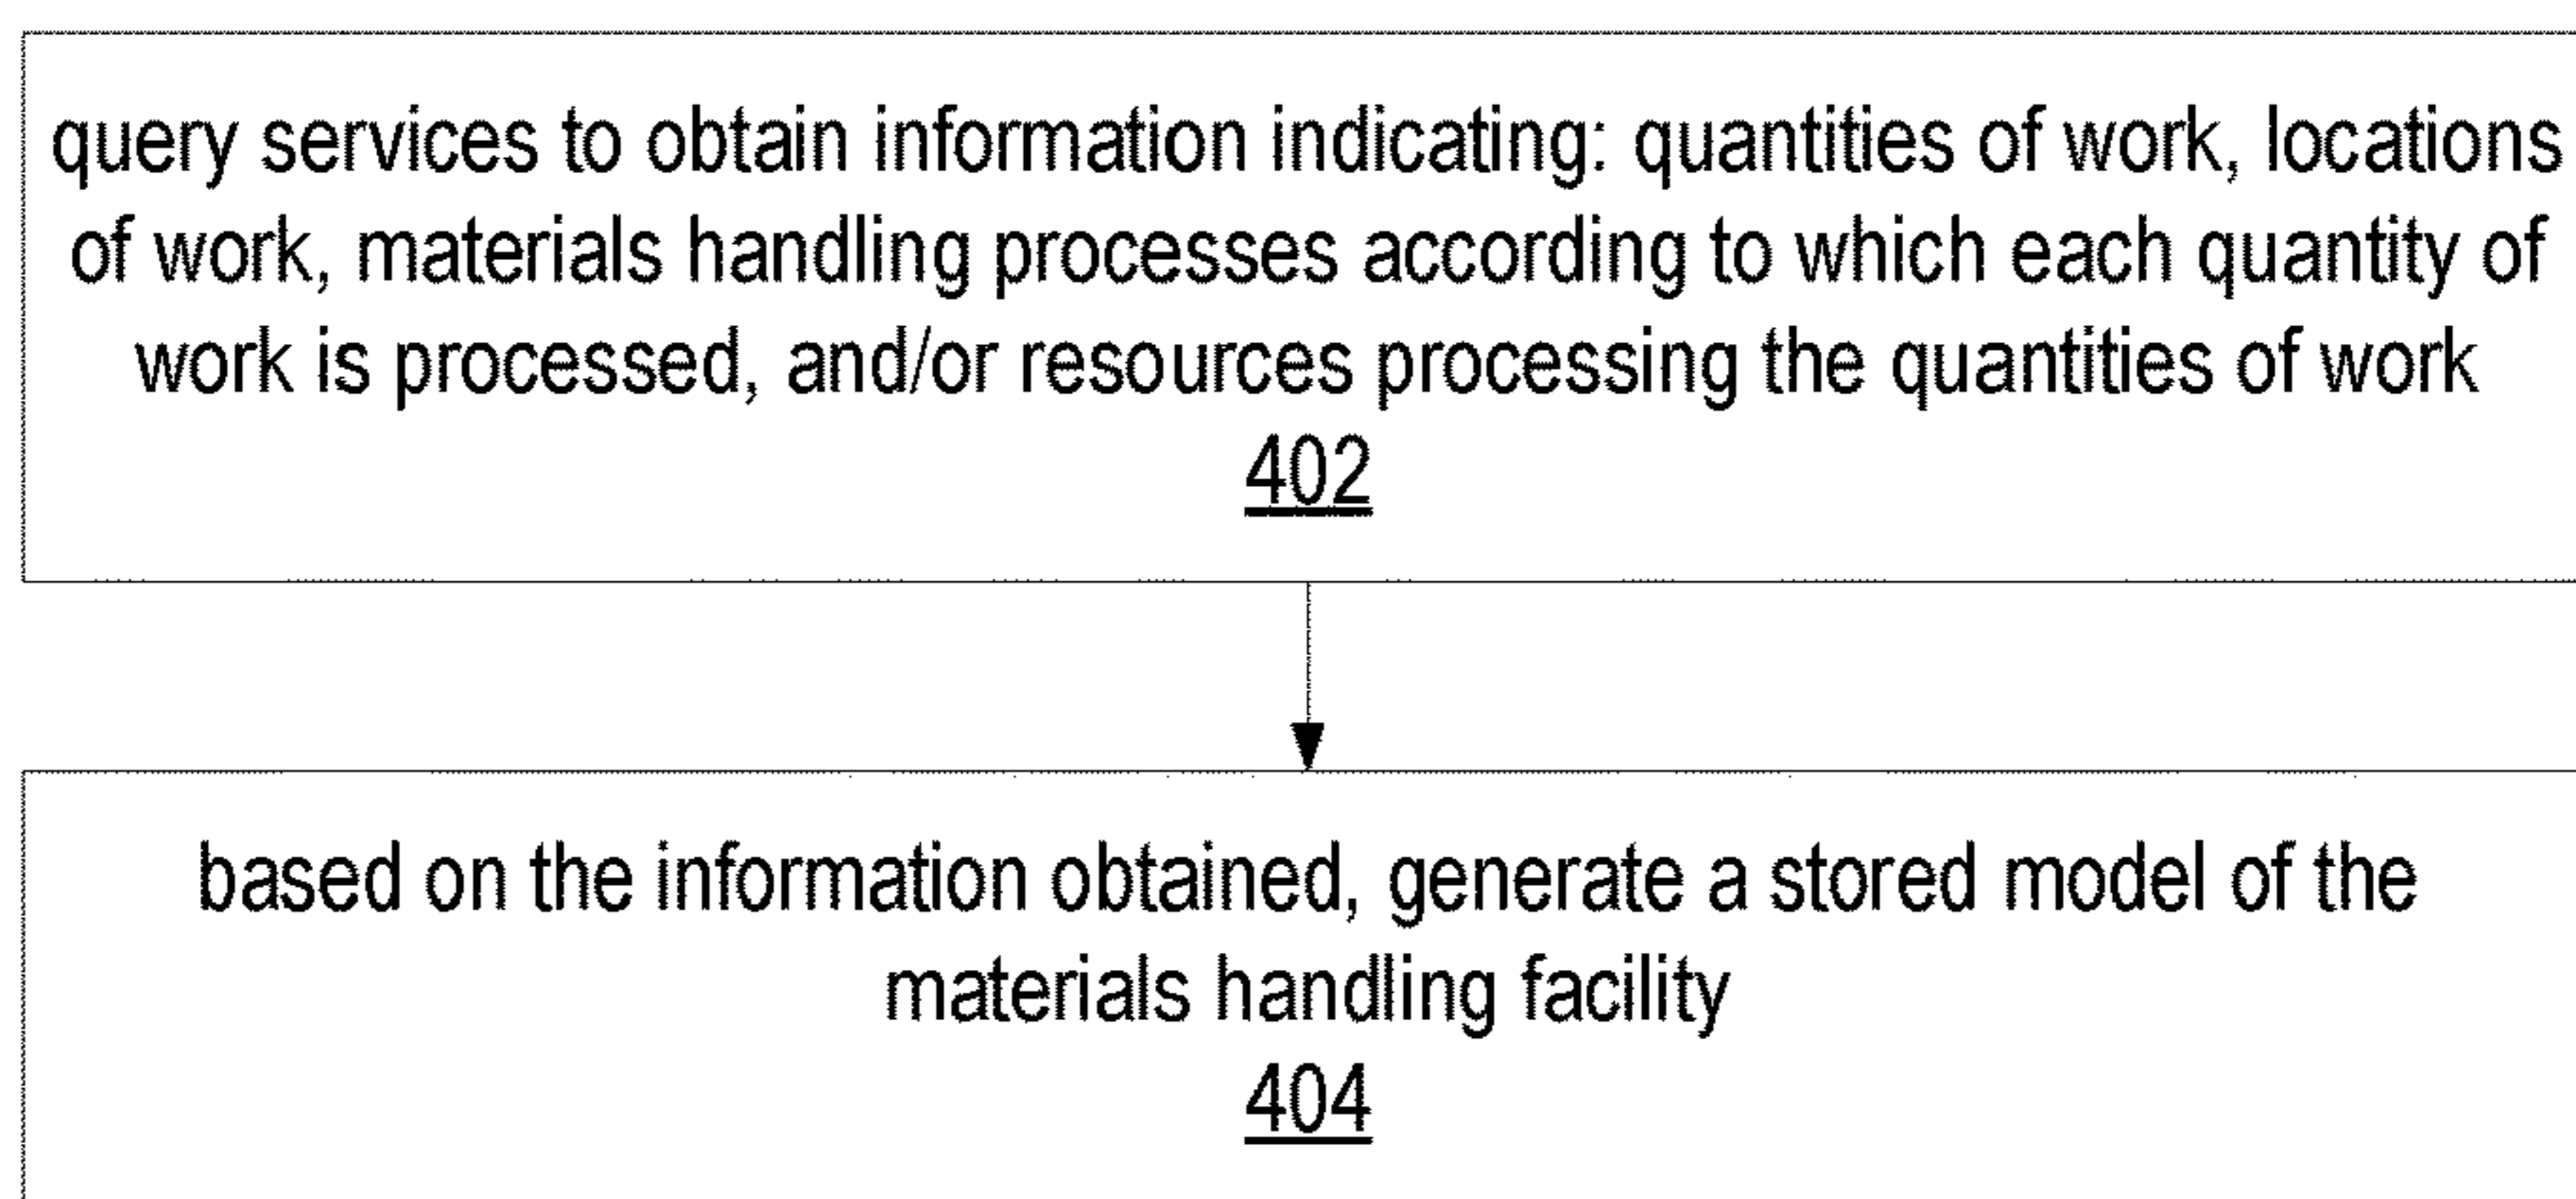 query services to obtain information indicating: quantities of work, locations
of work, materials handling processes according to which each quantity of
work is processed, and/or resources processing the quantities of work
402
based on the information obtained, generate a stored model of the
materials handling facility
404